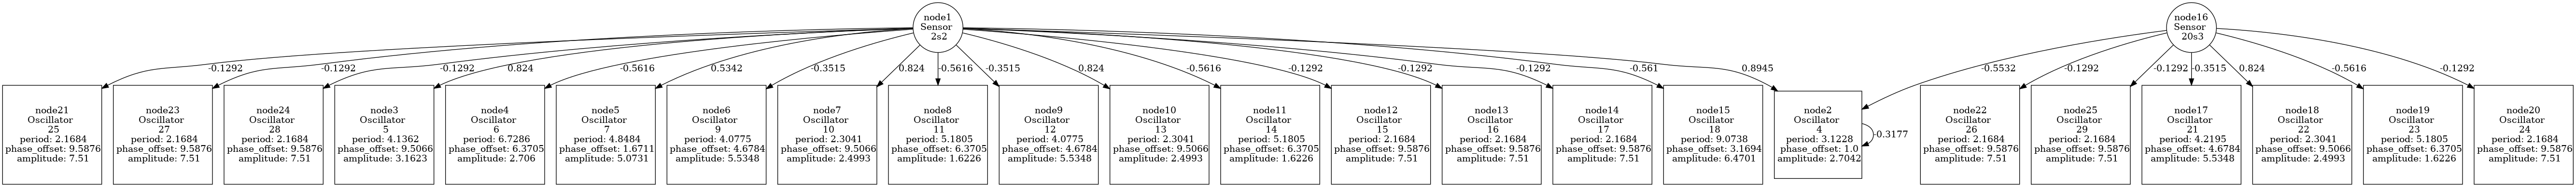 node1
Sensor
2s2
node16
Sensor
20s3
-0.1292
-0.1292
-0.1292
0.824
-0.5616
0.5342
-0.3515
0.824
-0.5616
-0.3515
0.824
-0.5616
-0.1292
-0.1292
-0.1292
-0.561
0.8945
-0.5532
-0.1292
-0.1292
-0.3515
0.824
-0.5616
-0.1292
node21
Oscillator
25
period: 2.1684
phase_offset: 9.5876
amplitude: 7.51
node23
Oscillator
27
period: 2.1684
phase_offset: 9.5876
amplitude: 7.51
node24
Oscillator
28
period: 2.1684
phase_offset: 9.5876
amplitude: 7.51
node3
Oscillator
5
period: 4.1362
phase_offset: 9.5066
amplitude: 3.1623
node4
Oscillator
6
period: 6.7286
phase_offset: 6.3705
amplitude: 2.706
node5
Oscillator
7
period: 4.8484
phase_offset: 1.6711
amplitude: 5.0731
node6
Oscillator
9
period: 4.0775
phase_offset: 4.6784
amplitude: 5.5348
node7
Oscillator
10
period: 2.3041
phase_offset: 9.5066
amplitude: 2.4993
node8
Oscillator
11
period: 5.1805
phase_offset: 6.3705
amplitude: 1.6226
node9
Oscillator
12
period: 4.0775
phase_offset: 4.6784
amplitude: 5.5348
node10
Oscillator
13
period: 2.3041
phase_offset: 9.5066
amplitude: 2.4993
node11
Oscillator
14
period: 5.1805
phase_offset: 6.3705
amplitude: 1.6226
node12
Oscillator
15
period: 2.1684
phase_offset: 9.5876
amplitude: 7.51
node13
Oscillator
16
period: 2.1684
phase_offset: 9.5876
amplitude: 7.51
node14
Oscillator
17
period: 2.1684
phase_offset: 9.5876
amplitude: 7.51
node15
Oscillator
18
period: 9.0738
phase_offset: 3.1694
amplitude: 6.4701
node2
Oscillator
4
period: 3.1228
phase_offset: 1.0
amplitude: 2.7042
-0.3177
node22
Oscillator
26
period: 2.1684
phase_offset: 9.5876
amplitude: 7.51
node25
Oscillator
29
period: 2.1684
phase_offset: 9.5876
amplitude: 7.51
node17
Oscillator
21
period: 4.2195
phase_offset: 4.6784
amplitude: 5.5348
node18
Oscillator
22
period: 2.3041
phase_offset: 9.5066
amplitude: 2.4993
node19
Oscillator
23
period: 5.1805
phase_offset: 6.3705
amplitude: 1.6226
node20
Oscillator
24
period: 2.1684
phase_offset: 9.5876
amplitude: 7.51